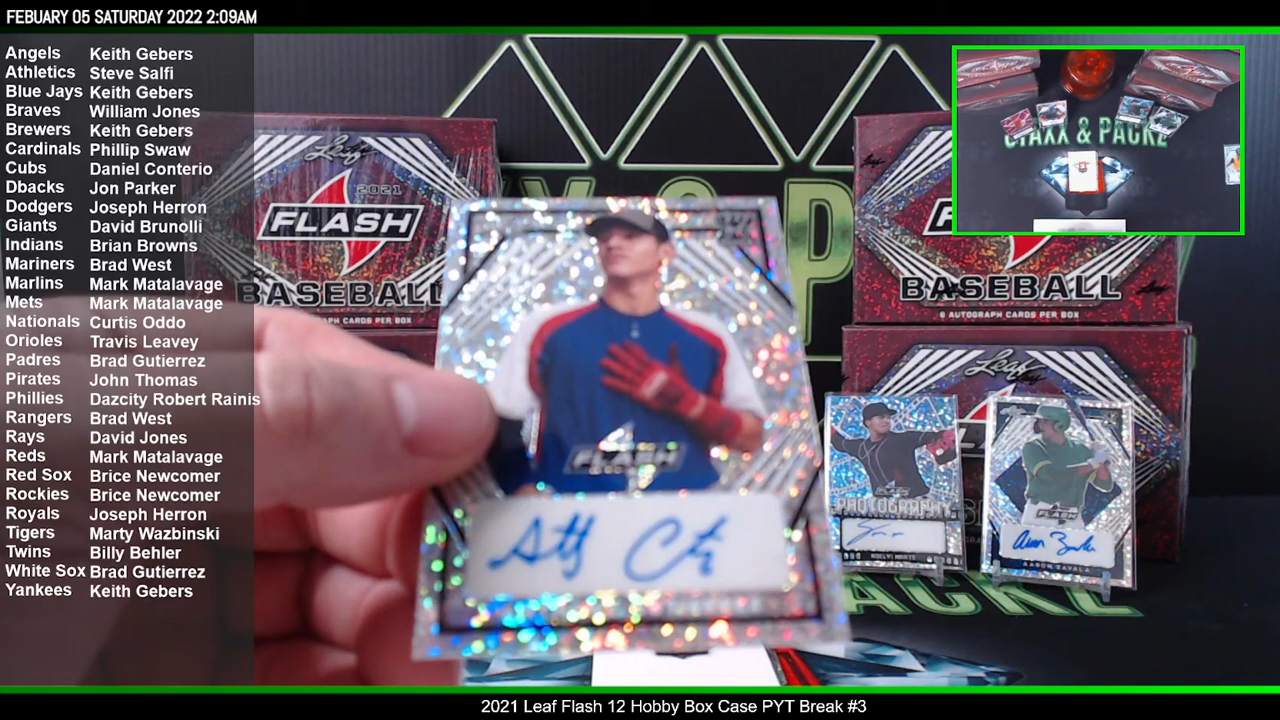 FEBUARY 05 SATURDAY 2022 2:09AM
Angels Keith Gebers
Athletics Steve Salfi
Blue Jays Keith Gebers
Braves William Jones
Brewers Keith Gebers
Cardinals Phillip Swaw
Cubs Daniel Conterio
Dbacks Jon Parker
Dodgers Joseph Herron
Giants David Brunolli
Indians Brian Browns
Mariners Brad West
Marlins Mark Matalavage
Mets Mark Matalavage
Nationals Curtis Oddo
Orioles Travis Leavey
Padres Brad Gutierrez
Pirates John Thomas
Phillies Dazcity Robert Rainis
Rangers Brad West
Rays David Jones
Reds Mark Matalavage
Red Sox Brice Newcomer
Rockies Brice Newcomer
Royals Joseph Herron
Tigers Marty Wazbinski
Twins Billy Behler
White Sox Brad Gutierrez
Yankees Keith Gebers
Leaf
2021
FLASH
BASEBALL
BASEBALL
6 AUTOGRAPH CARDS PER BOX
Leaf
& PACKZ
FLASH
PHOTOGRAPHY
NOELVI MARTE
FLASH
AARON ZAVALA
2021 Leaf Flash 12 Hobby Box Case PYT Break #3